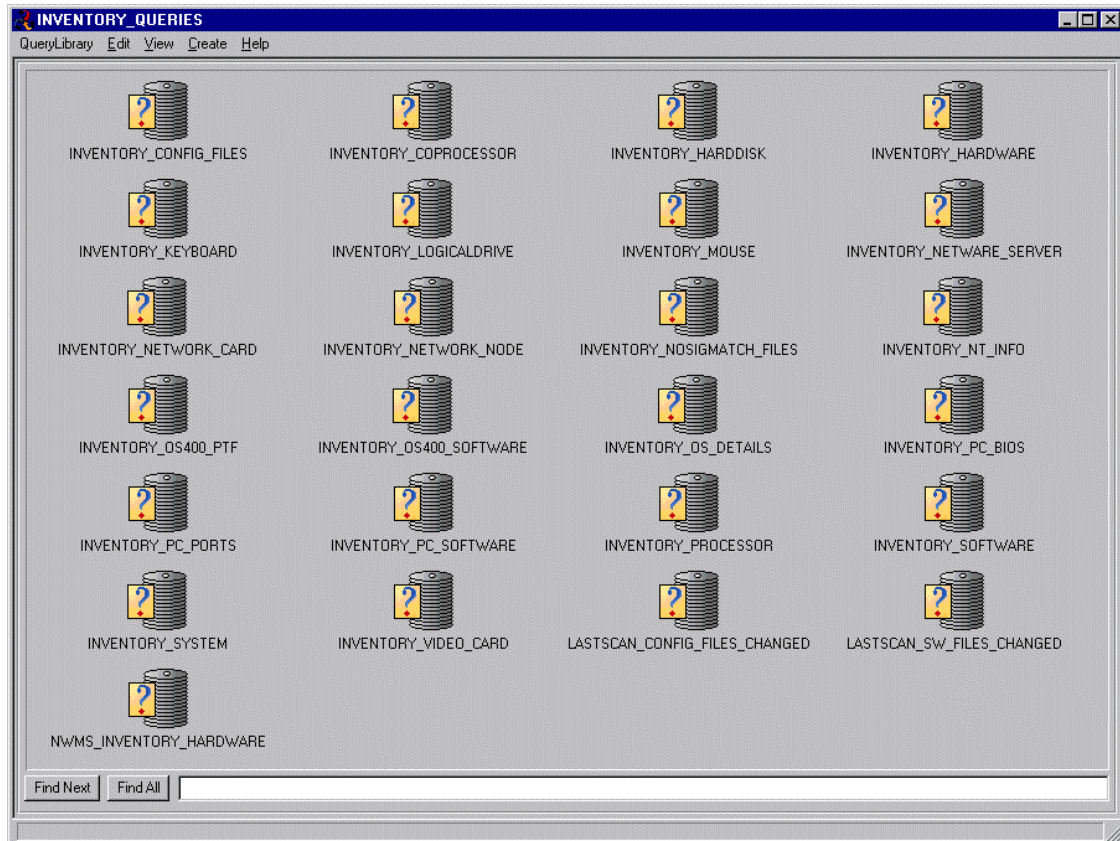 INVENTORY_QUERIES
QueryLibrary Edit View Create Help
INVENTORY_CONFIG_FILES INVENTORY_COPROCESSOR INVENTORY_HARDDISK INVENTORY_HARDWARE
INVENTORY_KEYBOARD INVENTORY_LOGICALDRIVE INVENTORY_MOUSE INVENTORY_NETWARE_SERVER
INVENTORY_NETWORK_CARD INVENTORY_NETWORK_NODE INVENTORY_NOSIGMATCH_FILES INVENTORY_NT_INFO
INVENTORY_OS400_PTF INVENTORY_OS400_SOFTWARE INVENTORY_OS_DETAILS INVENTORY_PC_BIOS
INVENTORY_PC_PORTS INVENTORY_PC_SOFTWARE INVENTORY_PROCESSOR INVENTORY_SOFTWARE
INVENTORY_SYSTEM INVENTORY_VIDEO_CARD LASTSCAN_CONFIG_FILES_CHANGED LASTSCAN_SW_FILES_CHANGED
NWMS_INVENTORY_HARDWARE
Find Next Find All